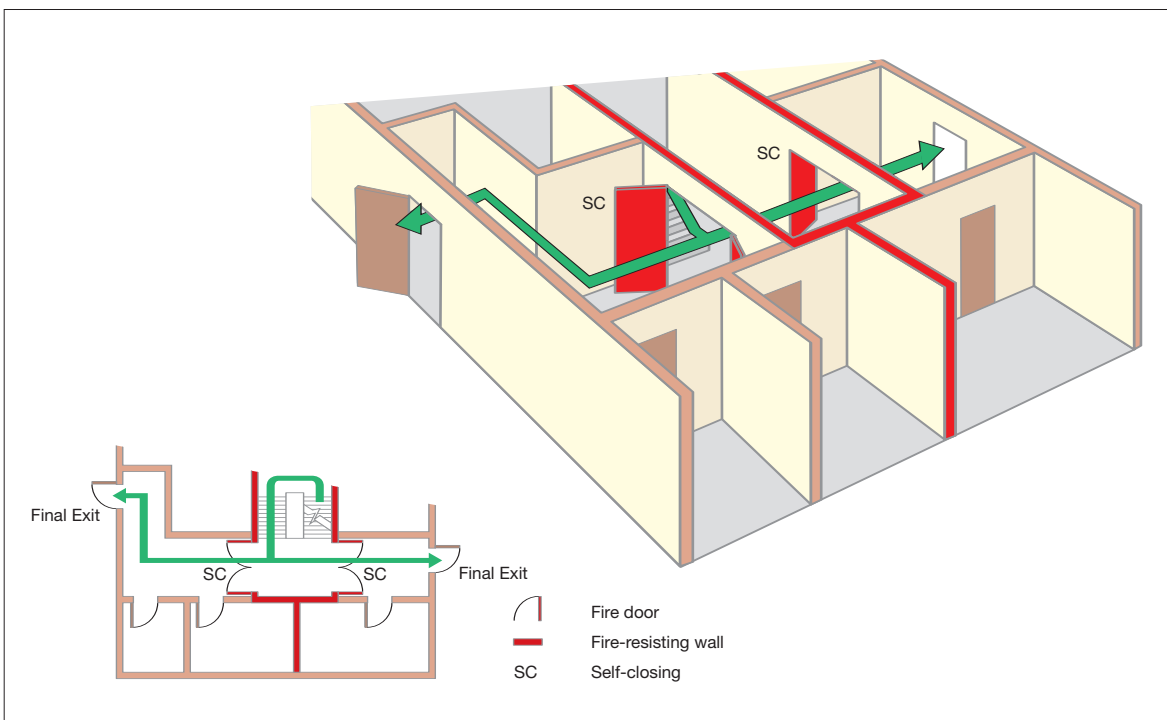 SC
SC
Final Exit
SC
SC
Final Exit
Fire door
Fire-resisting wall
SC
Self-closing